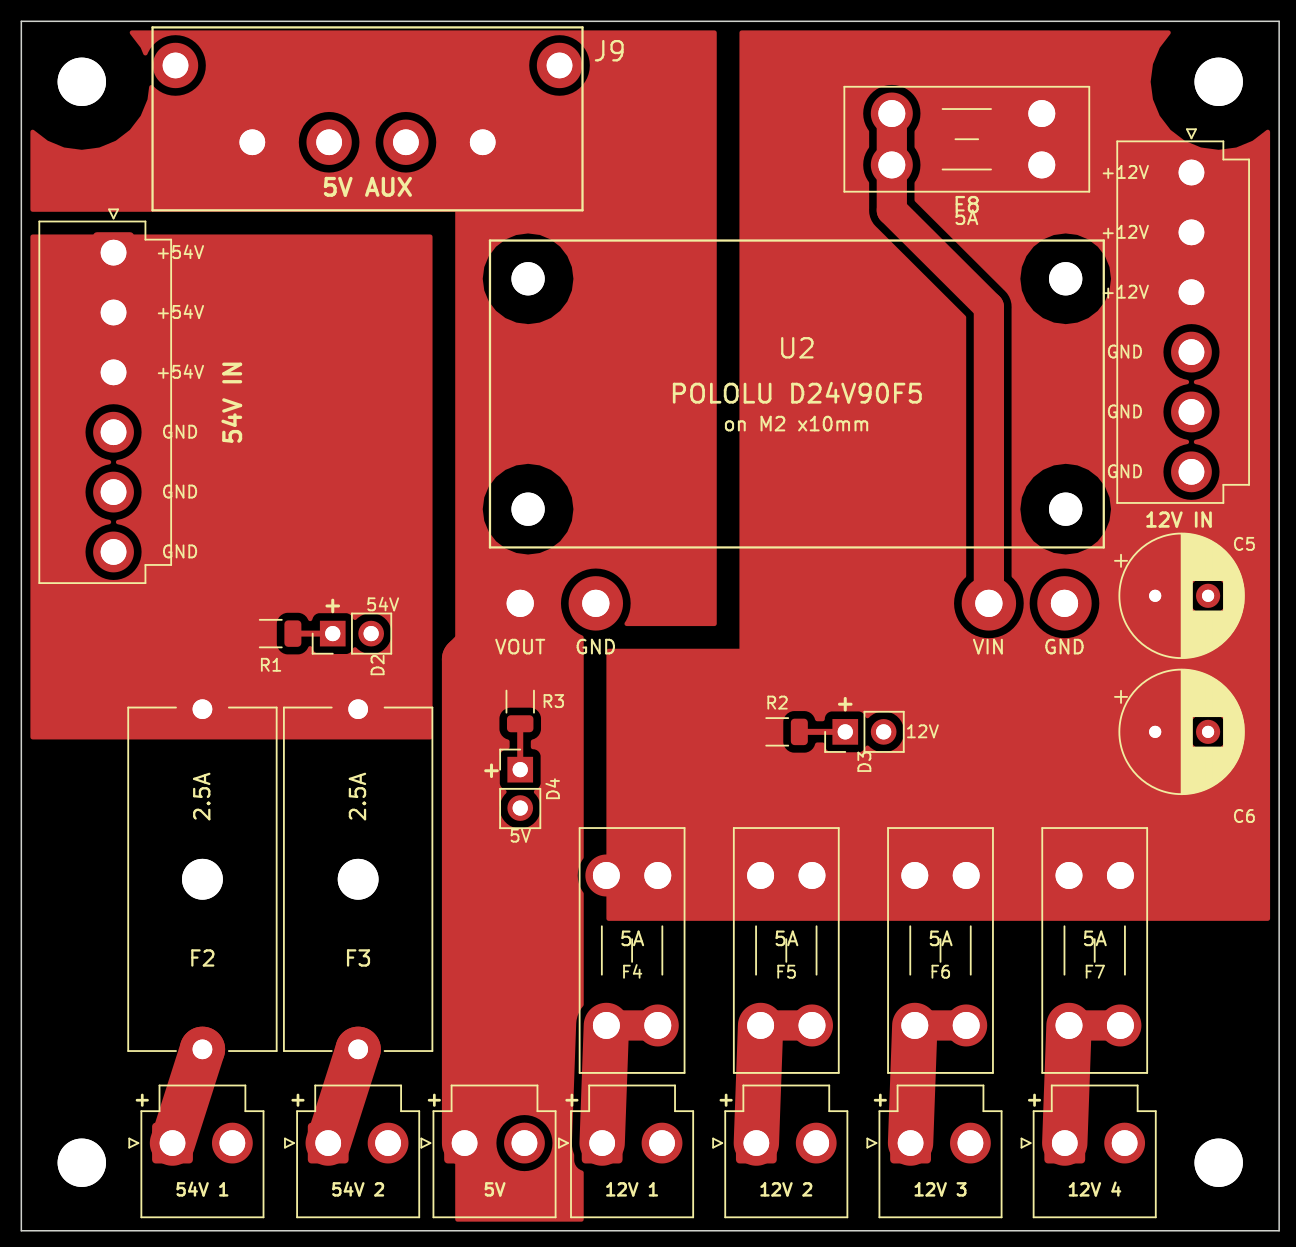 J9
5V AUX
E8
5A
+12V
+12V
+12V
GND
GND
GND
12V IN
+54V
+54V
+54V
GND
GND
GND
54V IN
U2
POLOLU D24V90F5
on M2 x10mm
VOUT
GND
VIN
GND
+
C5
+
C6
+
54V
R1
D2
R3
+
D4
5V
R2
+
12V
D3
2.5A
F2
2.5A
F3
5A
F4
5A
F5
5A
F6
5A
F7
+
54V 1
+
54V 2
+
5V
+
12V 1
+
12V 2
+
12V 3
+
12V 4